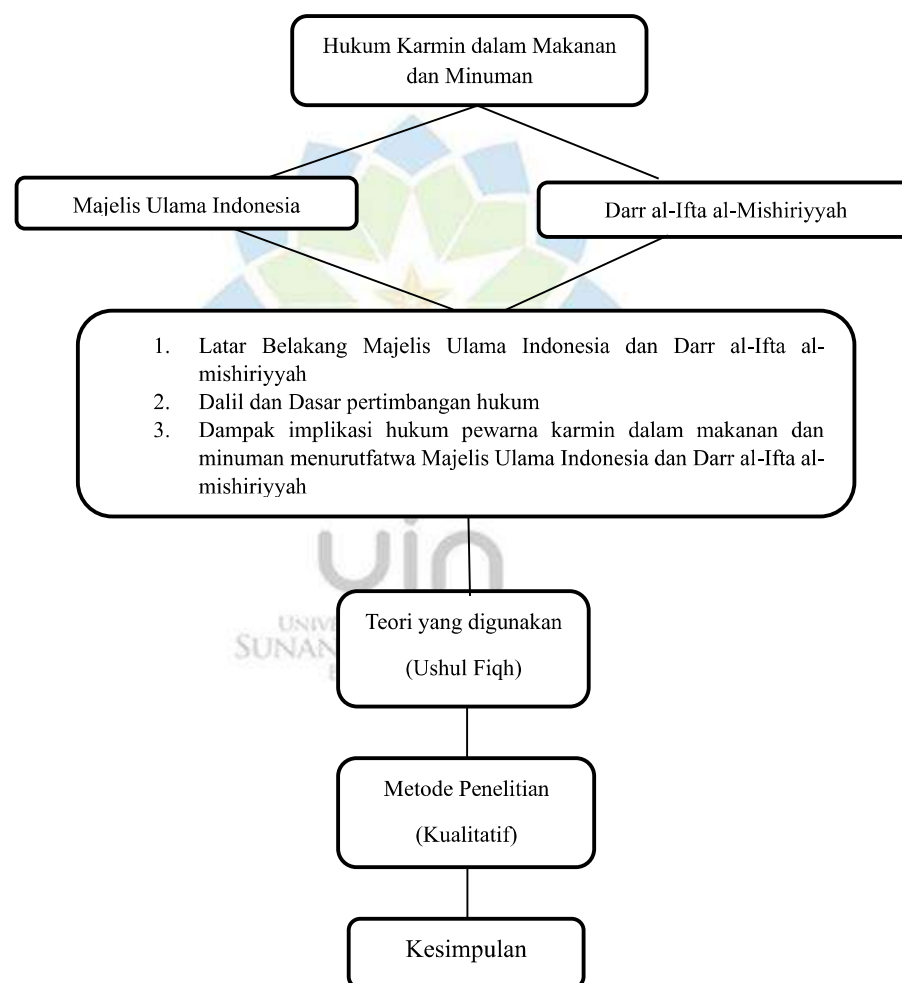 Hukum Karmin dalam Makanan
dan Minuman
Majelis Ulama Indonesia
Darr al-Ifta al-Mishiriyyah
1. Latar Belakang Majelis Ulama Indonesia dan Darr al-Ifta al-
mishiriyyah
2. Dalil dan Dasar pertimbangan hukum
3. Dampak implikasi hukum pewarna karmin dalam makanan dan
minuman menurutfatwa Majelis Ulama Indonesia dan Darr al-Ifta al-
mishiriyyah
uin
SUNAN
Teori yang digunakan
(Ushul Fiqh)
Metode Penelitian
(Kualitatif)
Kesimpulan